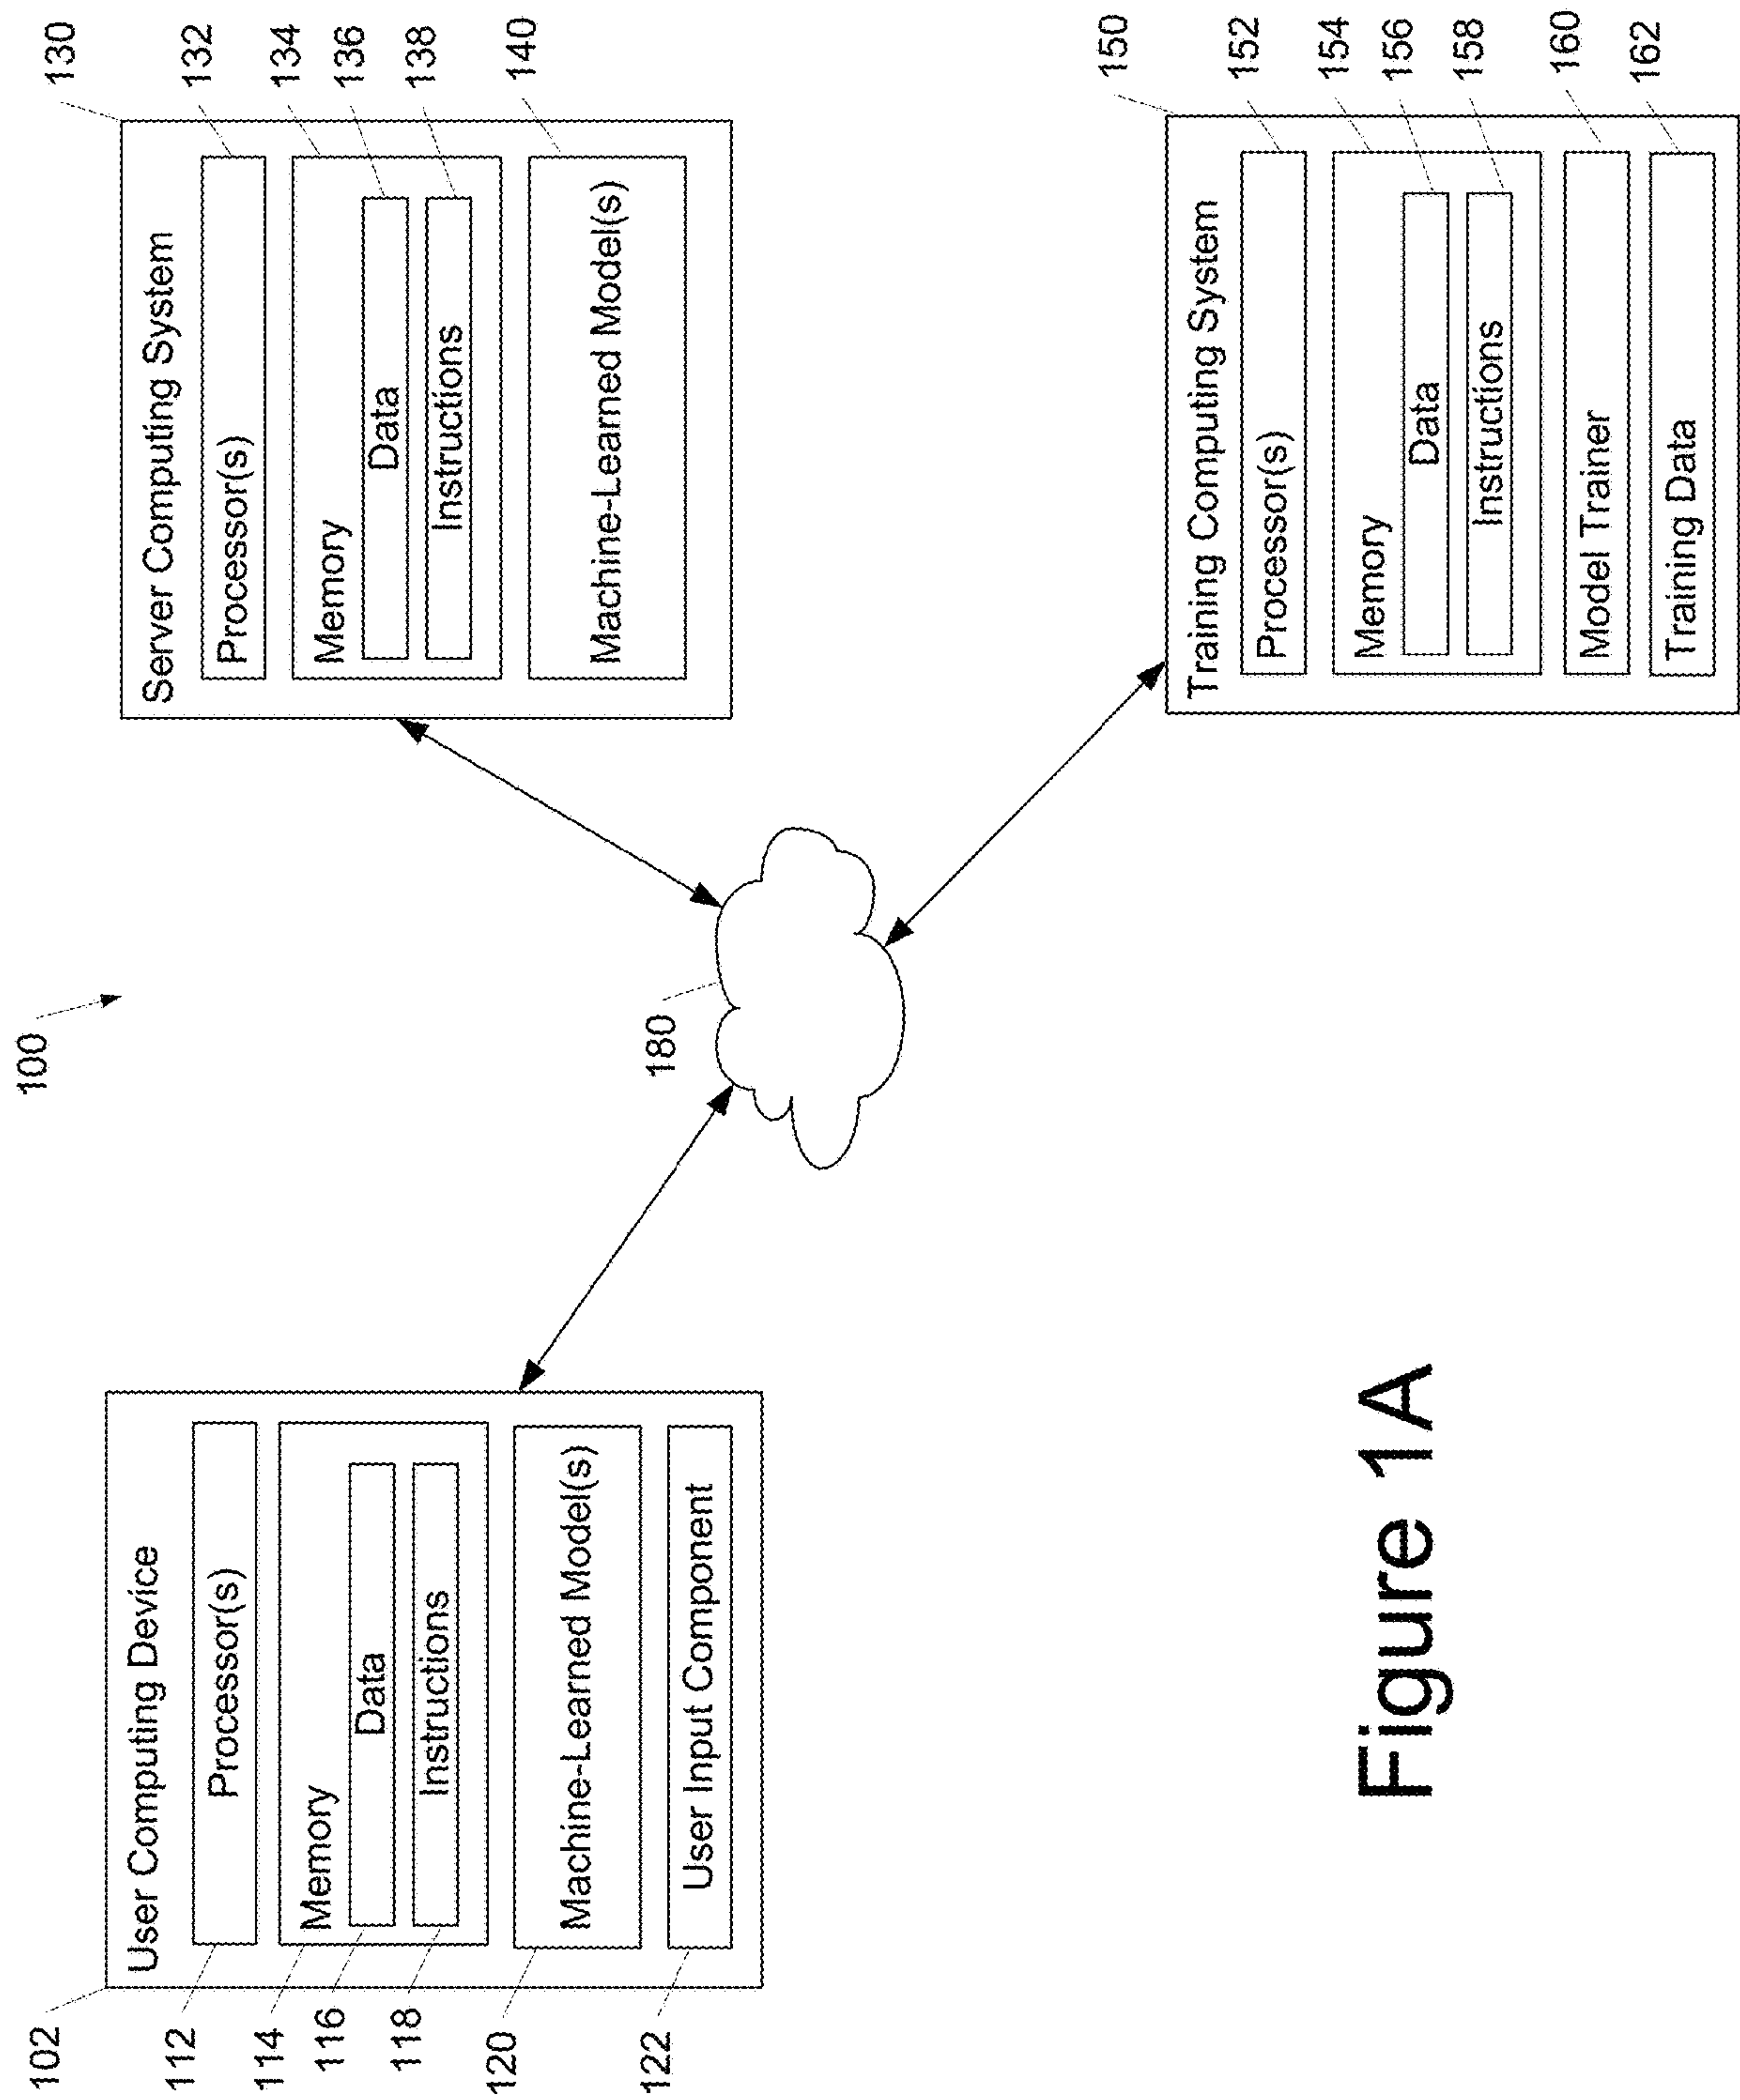 100
102
User Computing Device
112
Processor(s)
114
Memory
116
Data
118
Instructions
120
Machine-Learned Model(s)
122
User Input Component
180
130
Server Computing System
132
Processor(s)
134
Memory
136
Data
138
Instructions
140
Machine-Learned Model(s)
150
Training Computing System
152
Processor(s)
154
Memory
156
Data
158
Instructions
160
Model Trainer
162
Training Data
Figure 1A